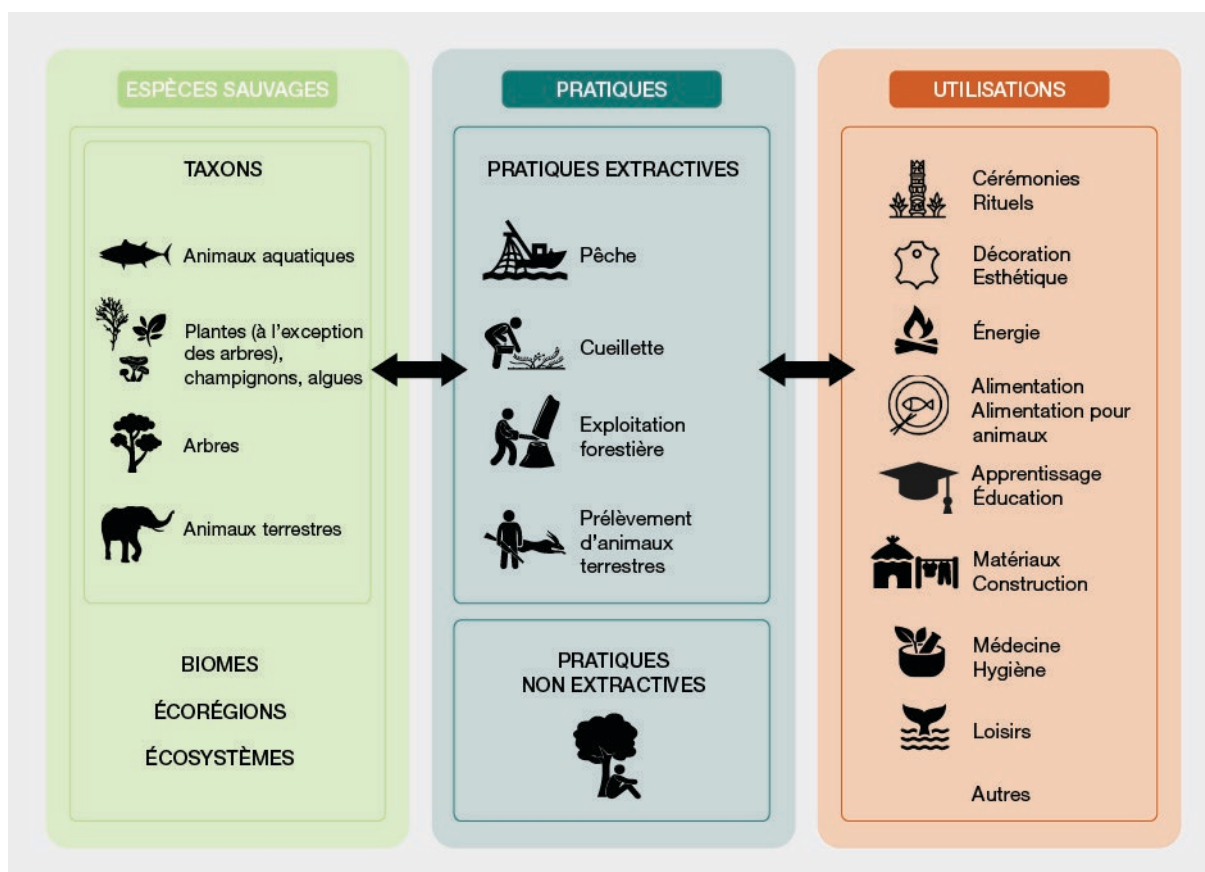 ESPÈCES SAUVAGES
TAXONS
Animaux aquatiques
Plantes (à l'exception
des arbres),
champignons, algues
Arbres
Animaux terrestres
BIOMES
ÉCORÉGIONS
ÉCOSYSTÈMES
PRATIQUES
PRATIQUES EXTRACTIVES
Pêche
Cueillette
Exploitation
forestière
Prélèvement
d'animaux
terrestres
PRATIQUES
NON EXTRACTIVES
UTILISATIONS
Cérémonies
Rituels
Décoration
Esthétique
Énergie
Alimentation
Alimentation pour
animaux
Apprentissage
Éducation
Matériaux
Construction
Médecine
Hygiène
Loisirs
Autres